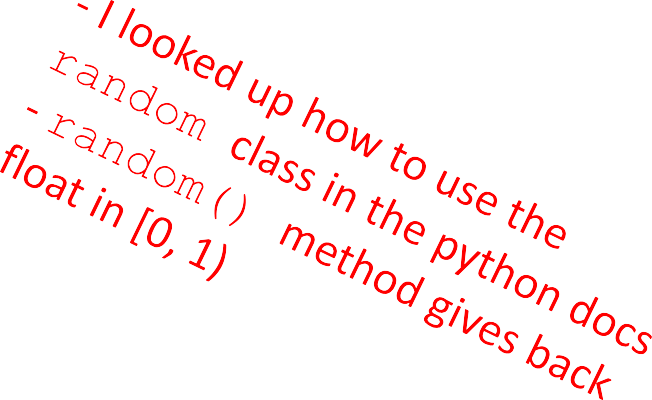 - I looked up how to use the
random class in the python docs
- random() method gives back
float in [0, 1)